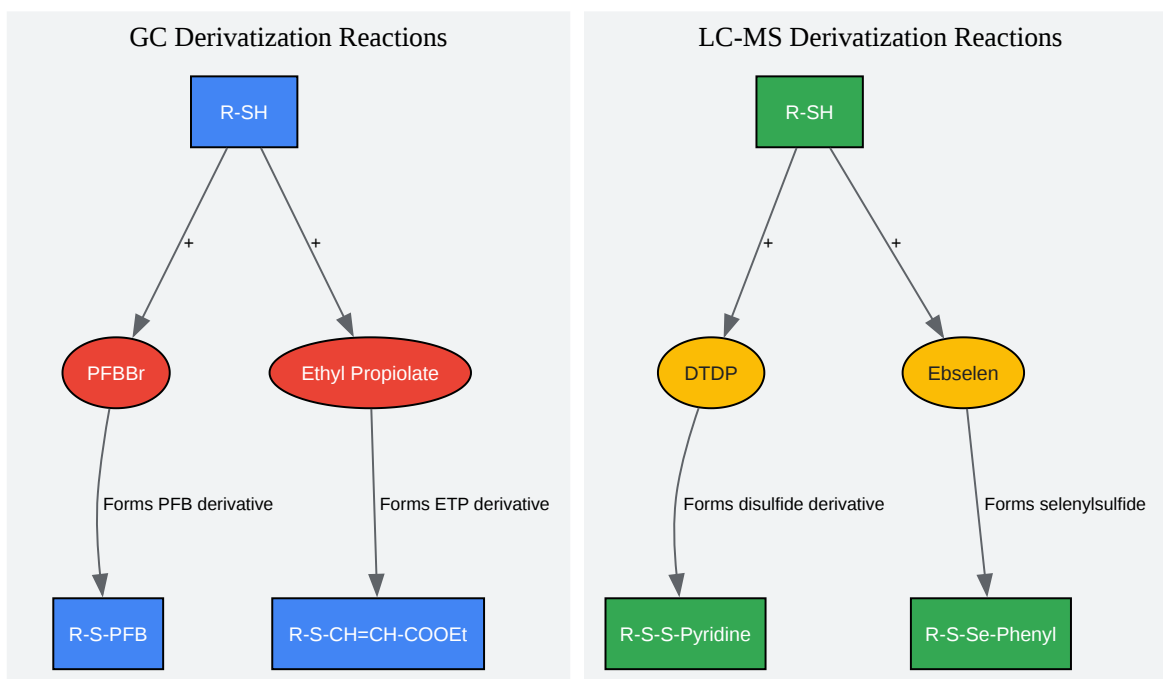 GC Derivatization Reactions
R-SH
+
+
PFBBr
Ethyl Propiolate
Forms PFB derivative
Forms ETP derivative
R-S-PFB
R-S-CH=CH-COOEt
LC-MS Derivatization Reactions
R-SH
+
+
DTDP
Ebselen
Forms disulfide derivative
Forms selenylsulfide
R-S-S-Pyridine
R-S-Se-Phenyl